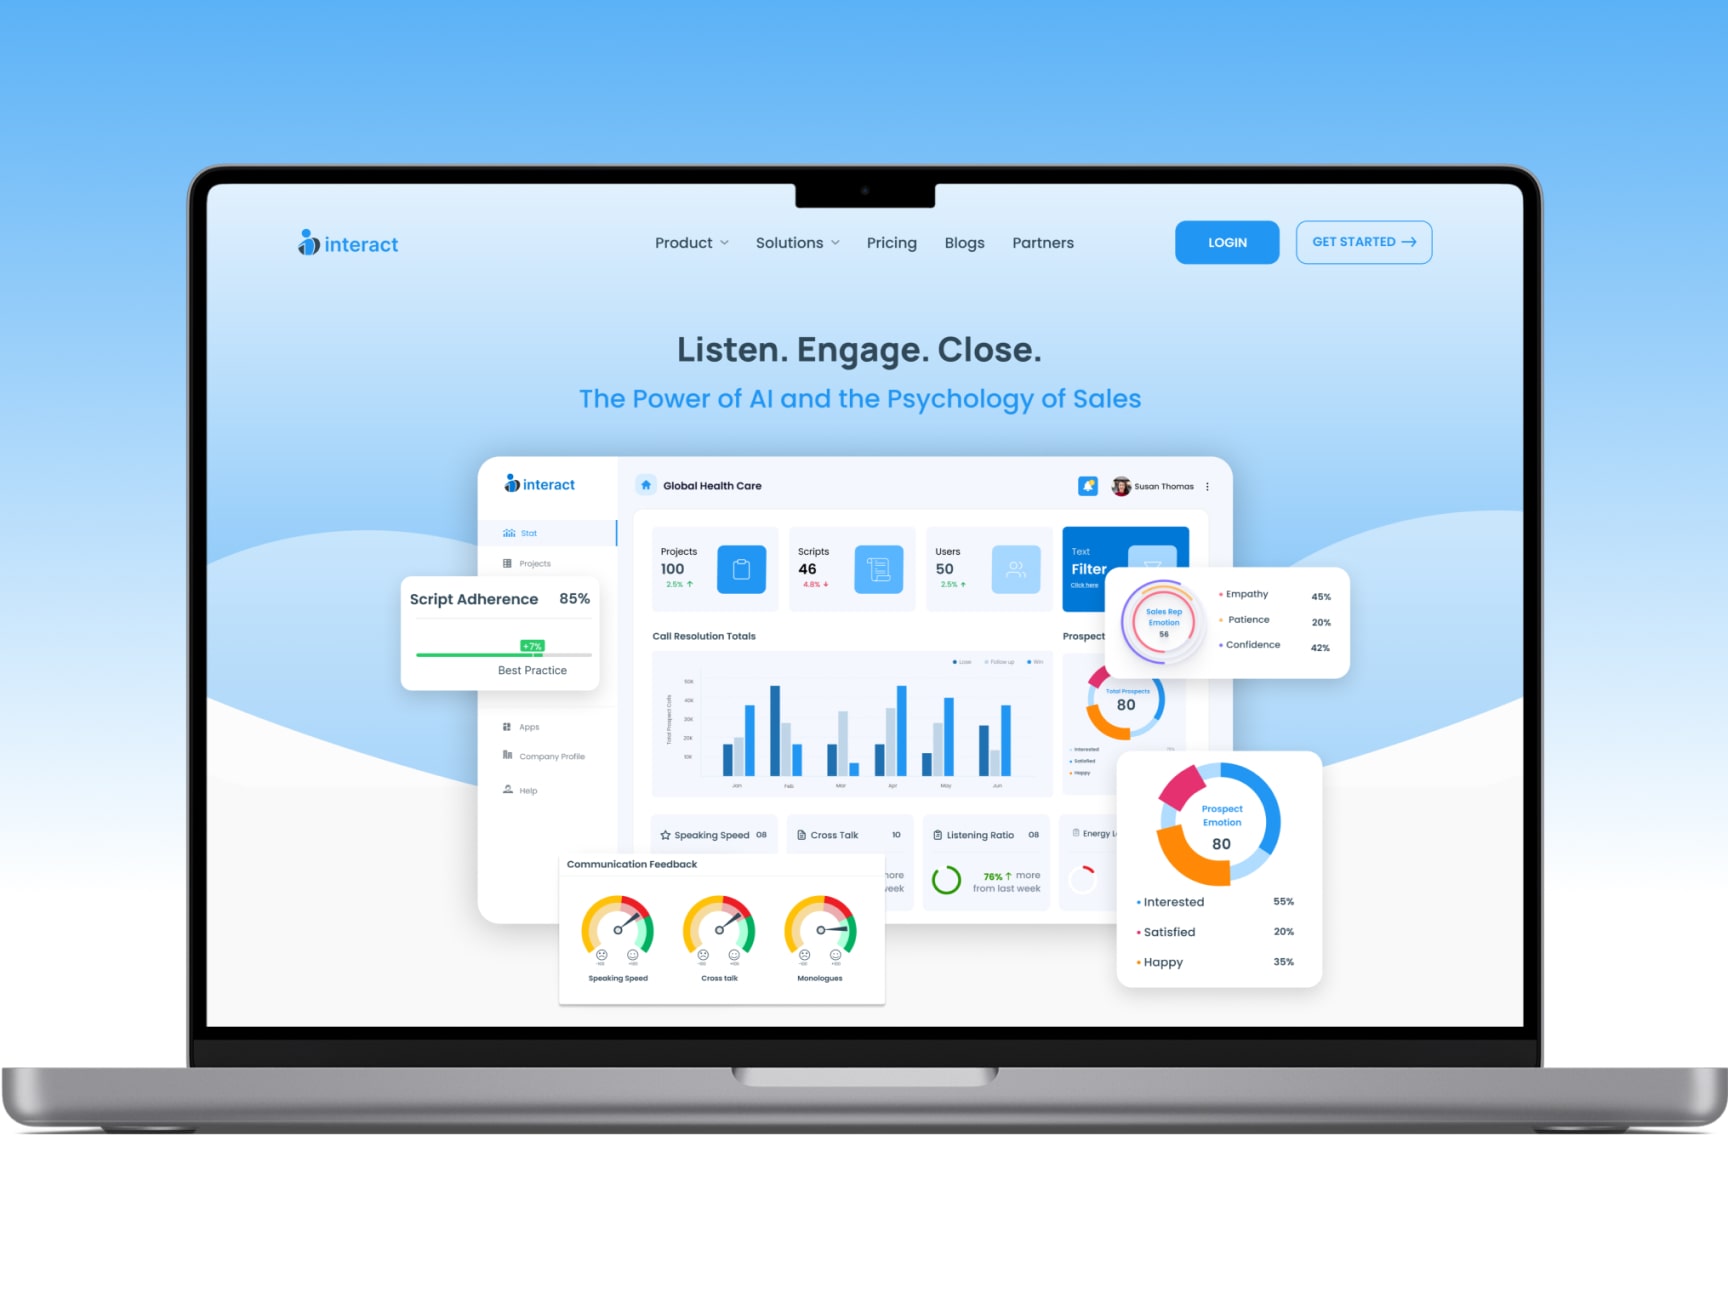 interact
Product
Solutions
Pricing
Blogs
Partners
LOGIN
GET STARTED
Listen. Engage. Close.
The Power of AI and the Psychology of Sales
interact
Global Health Care
Susan Thomas
Stat
Projects
Apps
Company Profile
Help
Script Adherence 85%
+7%
Best Practice
Projects
100
2.5%
Scripts
46
4.8%
Users
50
2.5%
Text
Filter
Click here
Sales Rep
Emotion
56
Empathy 45%
Patience 20%
Confidence 42%
Call Resolution Totals
Lose Follow up Win
Total Prospect Calls
50K
40K
30K
20K
10K
Jan Feb Mar Apr May Jun
Prospect
Total Prospects
80
Interested
Satisfied
Happy
Speaking Speed 08
Cross Talk 10
Listening Ratio 08
76% more
from last week
Energy
Communication Feedback
Speaking Speed
Cross talk
Monologues
Prospect
Emotion
80
Interested 55%
Satisfied 20%
Happy 35%